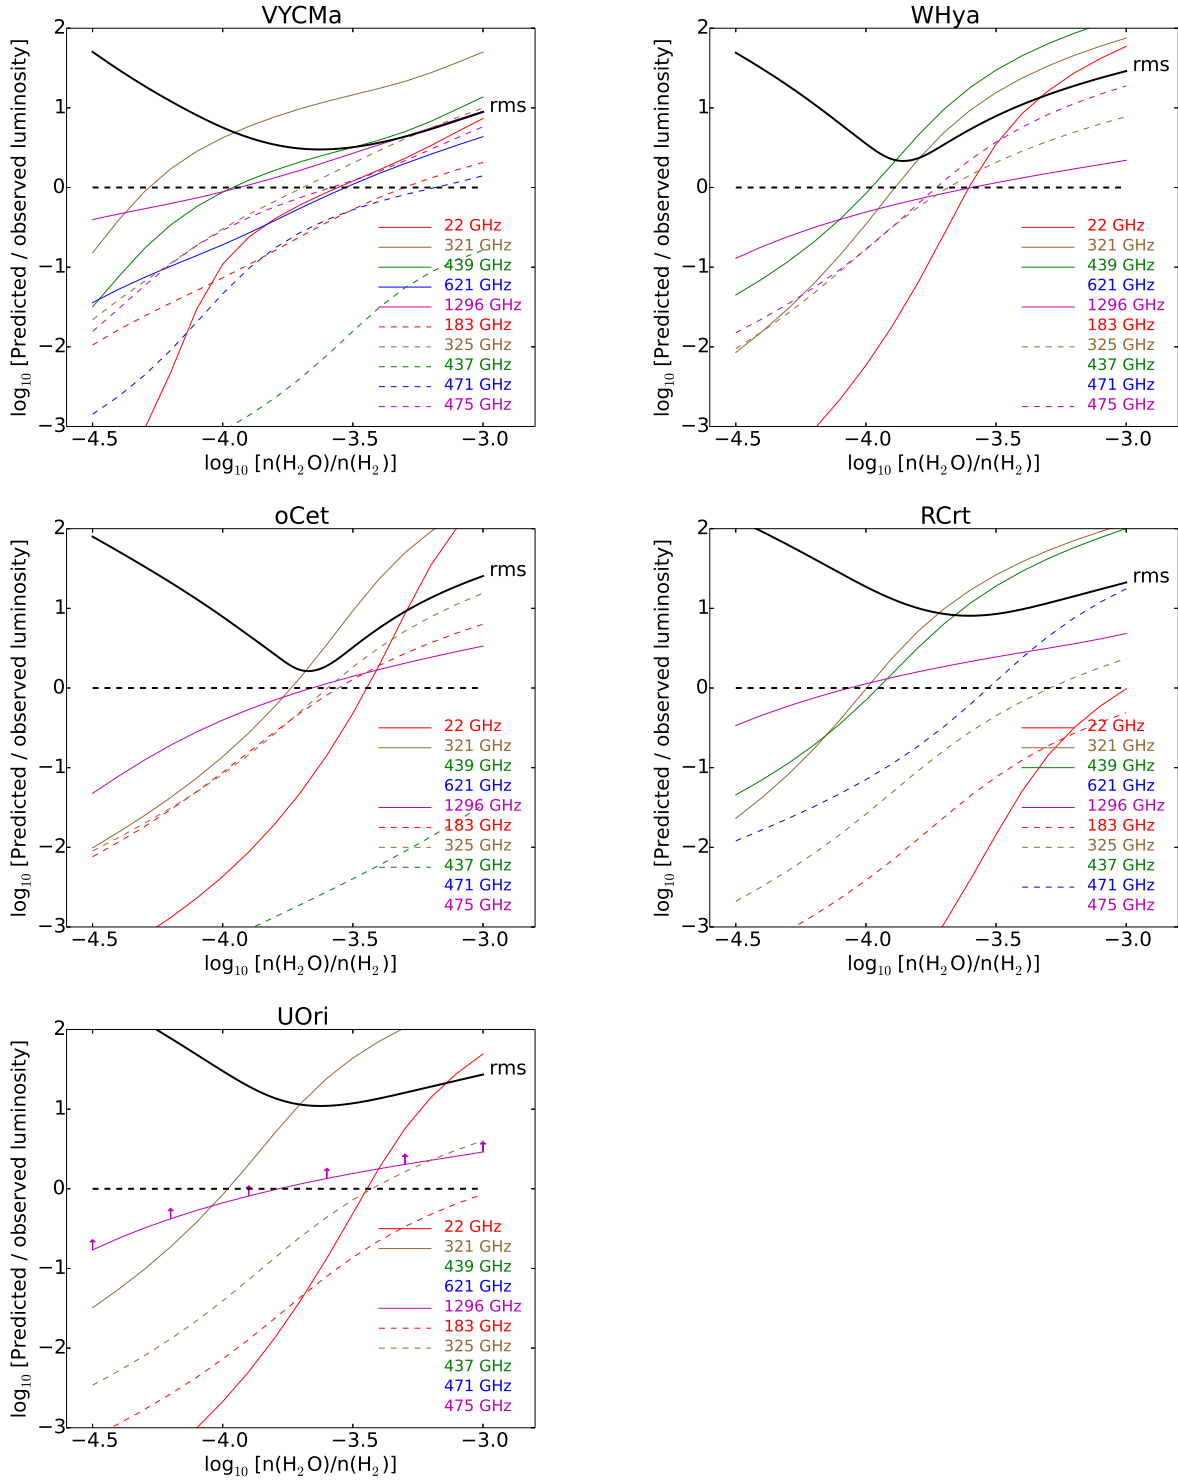 VYCMa
log₁₀ [Predicted / observed luminosity]
2
1
0
−1
−2
−3
rms
22 GHz
321 GHz
439 GHz
621 GHz
1296 GHz
183 GHz
325 GHz
437 GHz
471 GHz
475 GHz
−4.5 −4.0 −3.5 −3.0
log₁₀ [n(H₂O)/n(H₂)]
WHya
log₁₀ [Predicted / observed luminosity]
2
1
0
−1
−2
−3
rms
22 GHz
321 GHz
439 GHz
621 GHz
1296 GHz
183 GHz
325 GHz
437 GHz
471 GHz
475 GHz
−4.5 −4.0 −3.5 −3.0
log₁₀ [n(H₂O)/n(H₂)]
oCet
log₁₀ [Predicted / observed luminosity]
2
1
0
−1
−2
−3
rms
22 GHz
321 GHz
439 GHz
621 GHz
1296 GHz
183 GHz
325 GHz
437 GHz
471 GHz
475 GHz
−4.5 −4.0 −3.5 −3.0
log₁₀ [n(H₂O)/n(H₂)]
RCrt
log₁₀ [Predicted / observed luminosity]
2
1
0
−1
−2
−3
rms
22 GHz
321 GHz
439 GHz
621 GHz
1296 GHz
183 GHz
325 GHz
437 GHz
471 GHz
475 GHz
−4.5 −4.0 −3.5 −3.0
log₁₀ [n(H₂O)/n(H₂)]
UOri
log₁₀ [Predicted / observed luminosity]
2
1
0
−1
−2
−3
rms
22 GHz
321 GHz
439 GHz
621 GHz
1296 GHz
183 GHz
325 GHz
437 GHz
471 GHz
475 GHz
−4.5 −4.0 −3.5 −3.0
log₁₀ [n(H₂O)/n(H₂)]